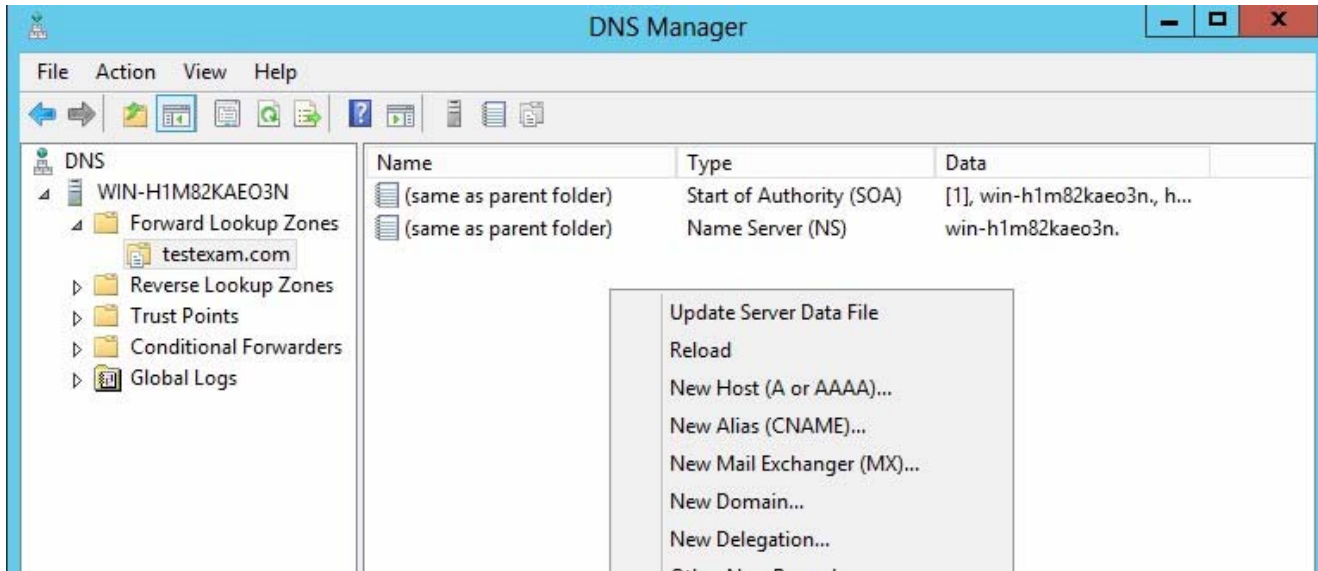 DNS Manager
File Action View Help
DNS
WIN-H1M82KAEO3N
Forward Lookup Zones
testexam.com
Reverse Lookup Zones
Trust Points
Conditional Forwarders
Global Logs
Name Type Data
(same as parent folder) Start of Authority (SOA) [1], win-h1m82kaeo3n., h...
(same as parent folder) Name Server (NS) win-h1m82kaeo3n.
Update Server Data File
Reload
New Host (A or AAAA)...
New Alias (CNAME)...
New Mail Exchanger (MX)...
New Domain...
New Delegation...